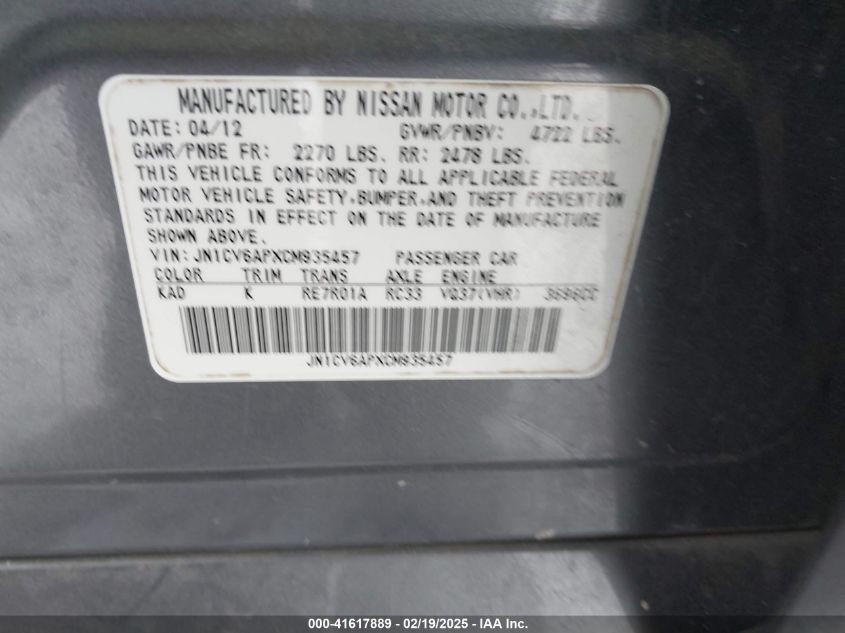 MANUFACTURED BY NISSAN MOTOR CO.,LTD.
DATE: 04/12 GVWR/PNBV: 4722 LBS.
GAWR/PNBE FR: 2270 LBS. RR: 2478 LBS.
THIS VEHICLE CONFORMS TO ALL APPLICABLE FEDERAL
MOTOR VEHICLE SAFETY,BUMPER,AND THEFT PREVENTION
STANDARDS IN EFFECT ON THE DATE OF MANUFACTURE
SHOWN ABOVE.
VIN: JN1CV6APXCM935457 PASSENGER CAR
COLOR TRIM TRANS AXLE ENGINE
KAD K RE7R01A RC33 VQ37(VHR) 3696CC
JN1CV6APXCM935457
000-41617889 - 02/19/2025 - IAA Inc.